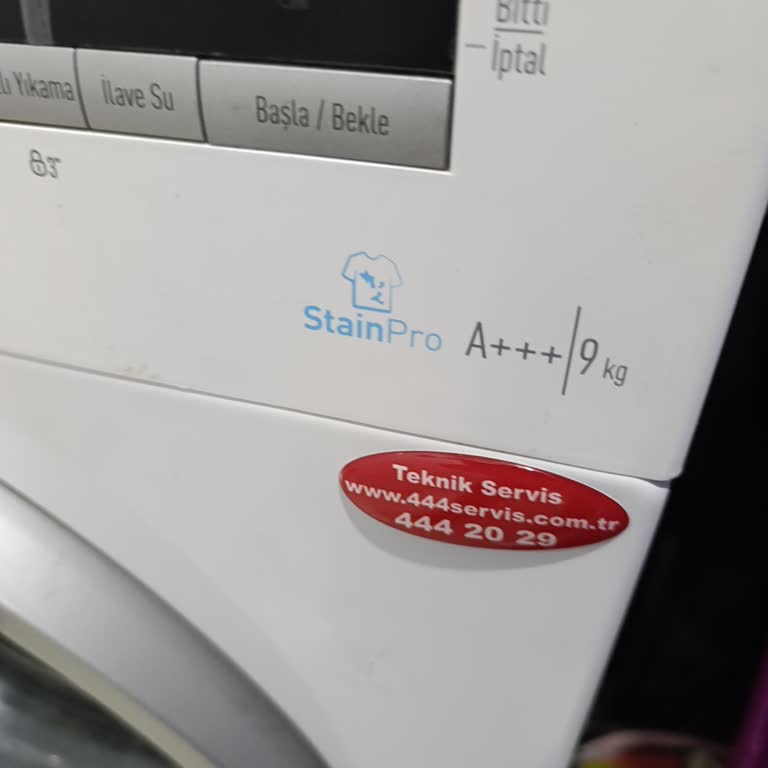 Bitti
İptal
lı Yıkama
İlave Su
Başla / Bekle
3"
StainPro
A+++ 9 kg
Teknik Servis
www.444servis.com.tr
444 20 29